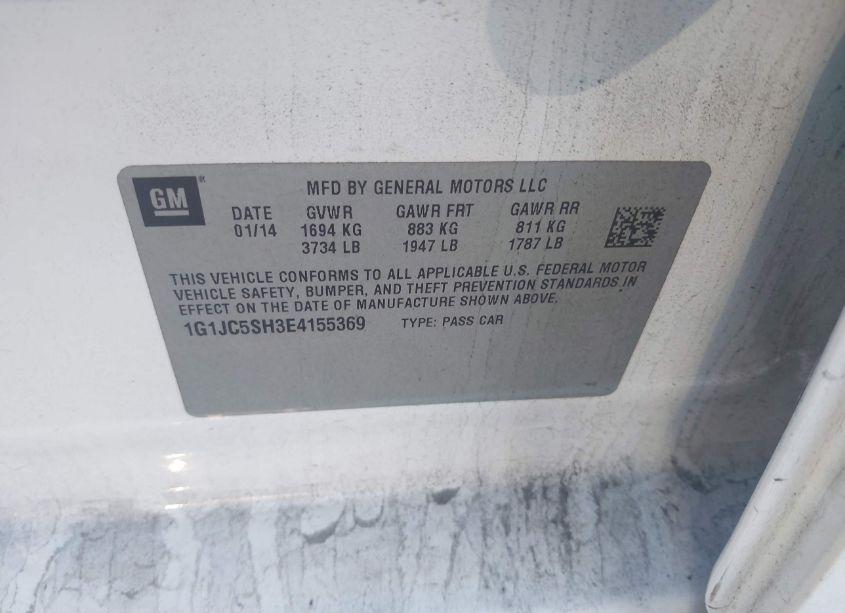 GM
MFD BY GENERAL MOTORS LLC
DATE GVWR GAWR FRT GAWR RR
01/14 1694 KG 883 KG 811 KG
3734 LB 1947 LB 1787 LB
THIS VEHICLE CONFORMS TO ALL APPLICABLE U.S. FEDERAL MOTOR
VEHICLE SAFETY, BUMPER, AND THEFT PREVENTION STANDARDS IN
EFFECT ON THE DATE OF MANUFACTURE SHOWN ABOVE.
1G1JC5SH3E4155369 TYPE: PASS CAR